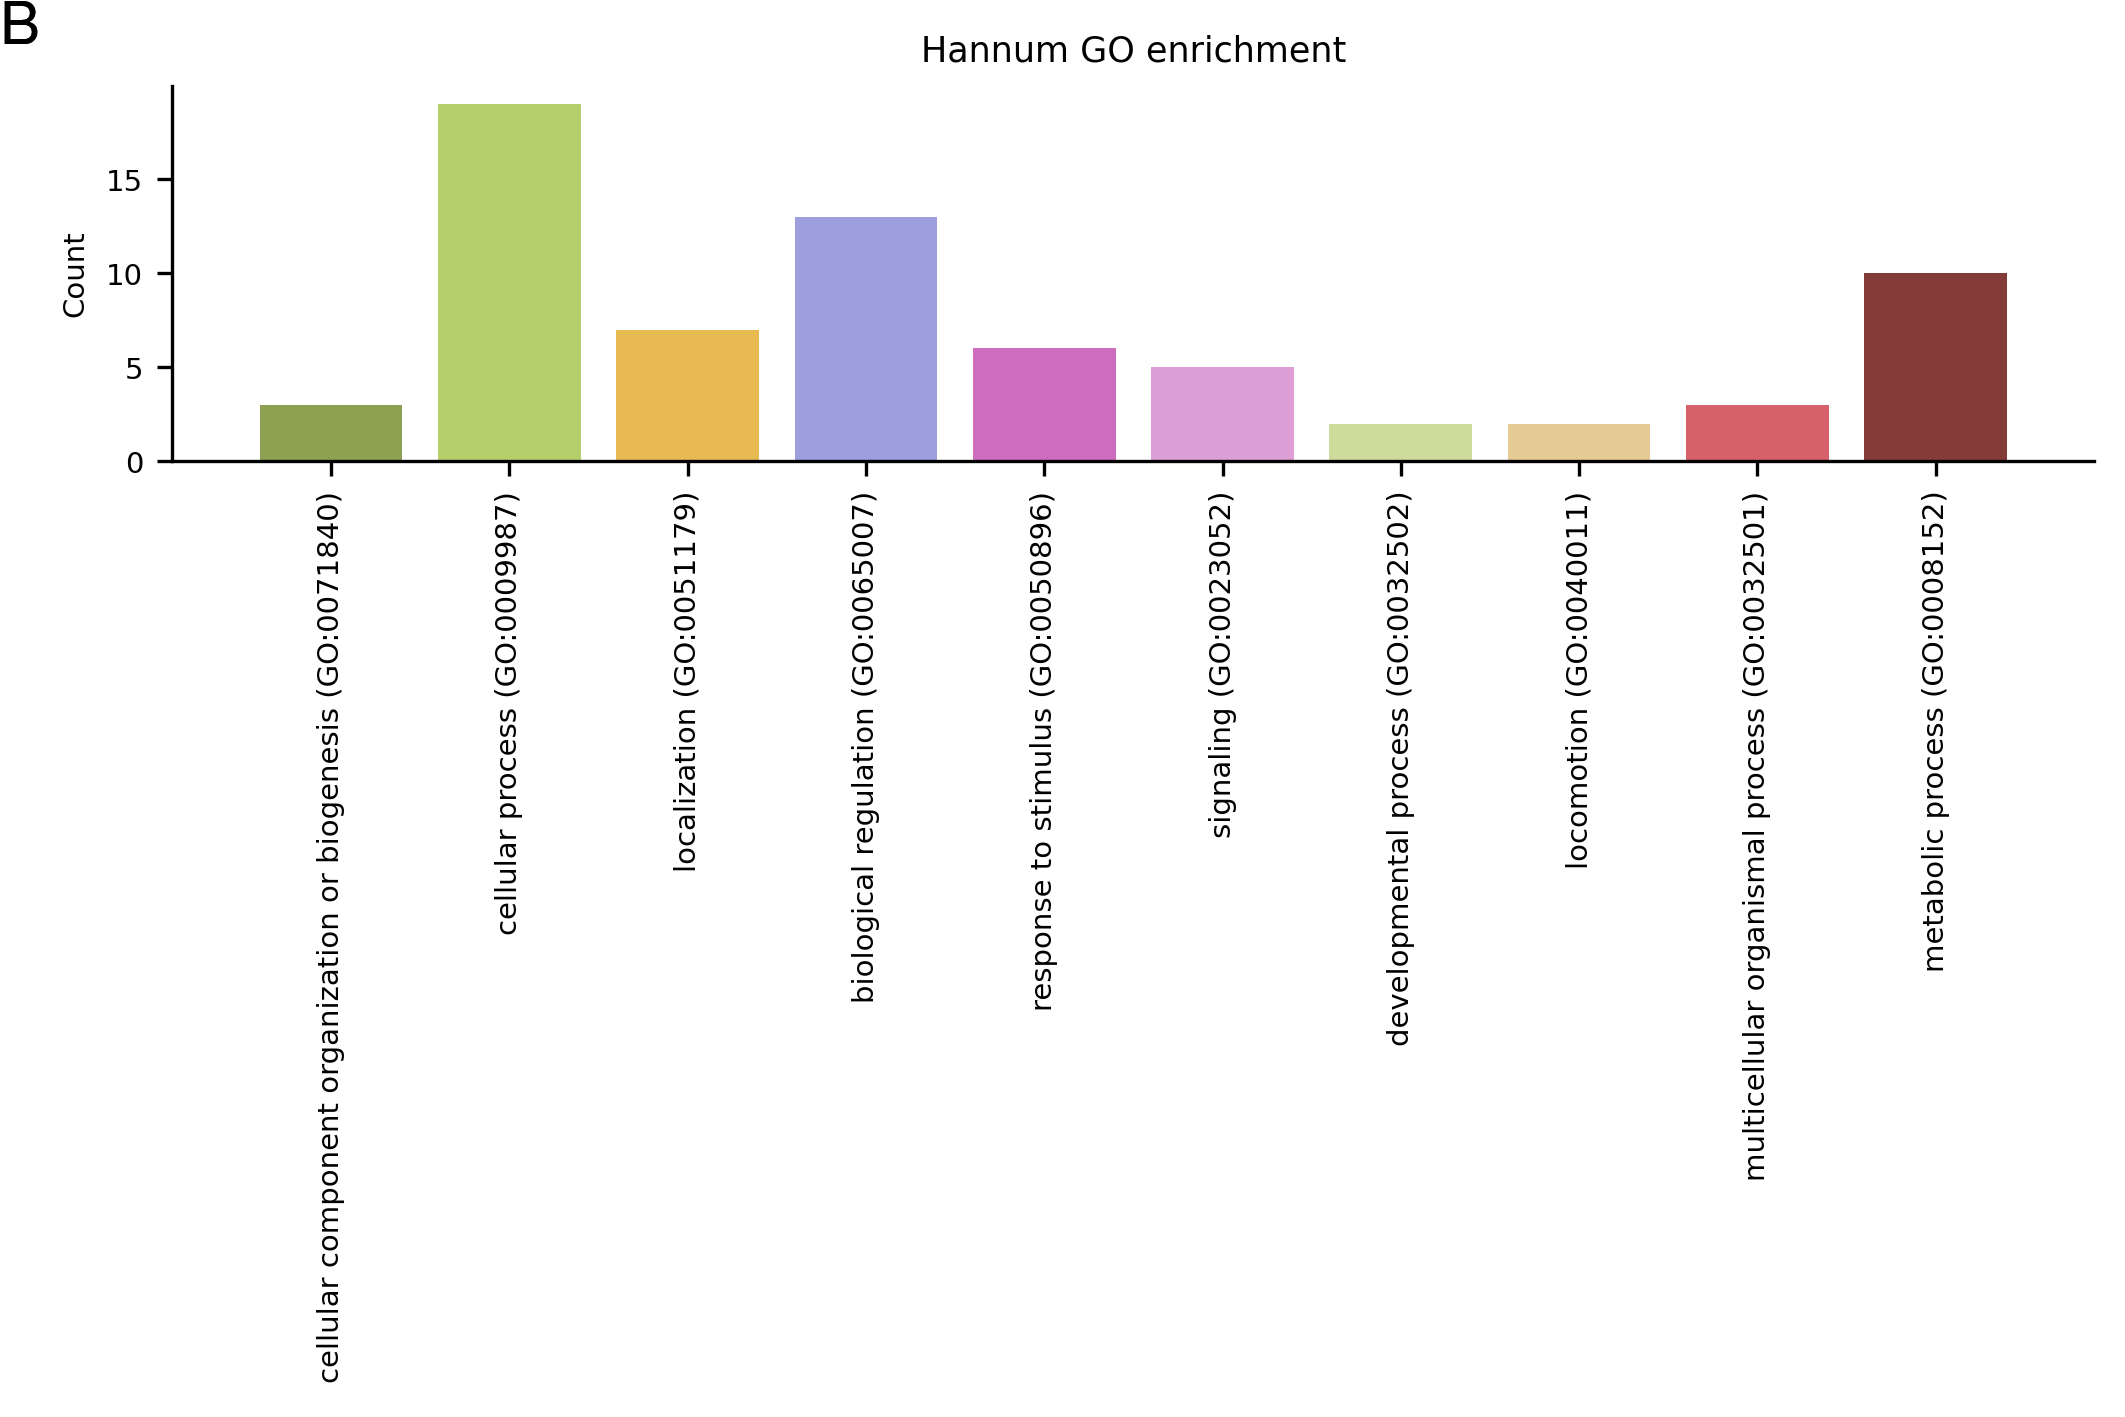 B
Hannum GO enrichment
Count
15
10
5
0
cellular component organization or biogenesis (GO:0071840)
cellular process (GO:0009987)
localization (GO:0051179)
biological regulation (GO:0065007)
response to stimulus (GO:0050896)
signaling (GO:0023052)
developmental process (GO:0032502)
locomotion (GO:0040011)
multicellular organismal process (GO:0032501)
metabolic process (GO:0008152)